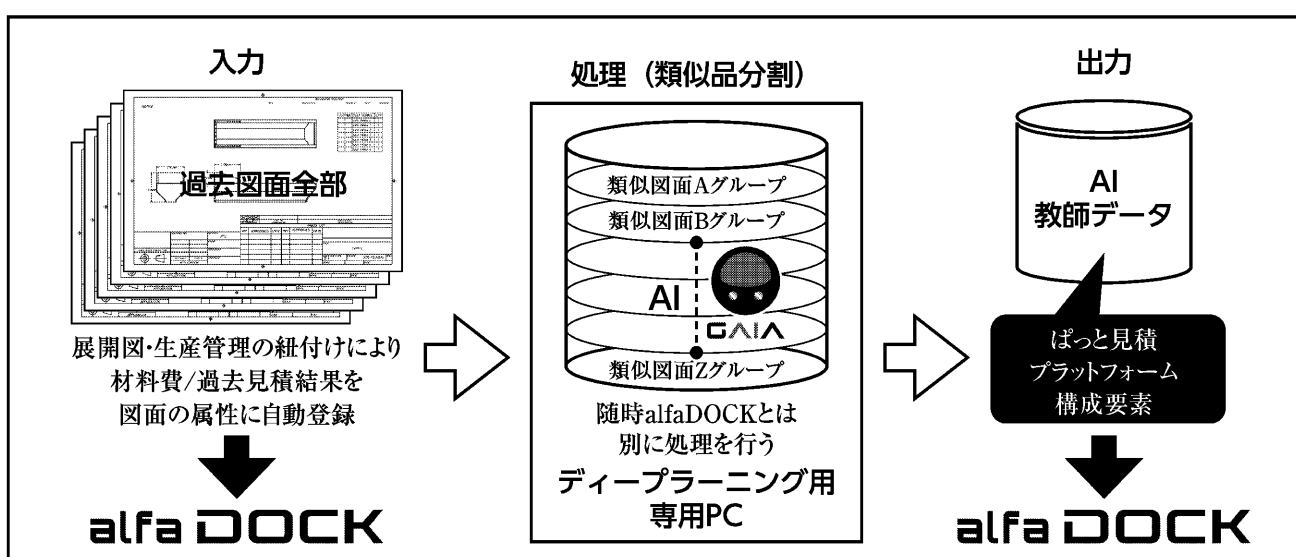 入力
過去図面全部
展開図・生産管理の紐付けにより
材料費/過去見積結果を
図面の属性に自動登録
alfaDOCK
処理(類似品分割)
類似図面Aグループ
類似図面Bグループ
AI
GAIA
類似図面Zグループ
随時alfaDOCKとは
別に処理を行う
ディープラーニング用
専用PC
出力
AI
教師データ
ぱっと見積
プラットフォーム
構成要素
alfaDOCK